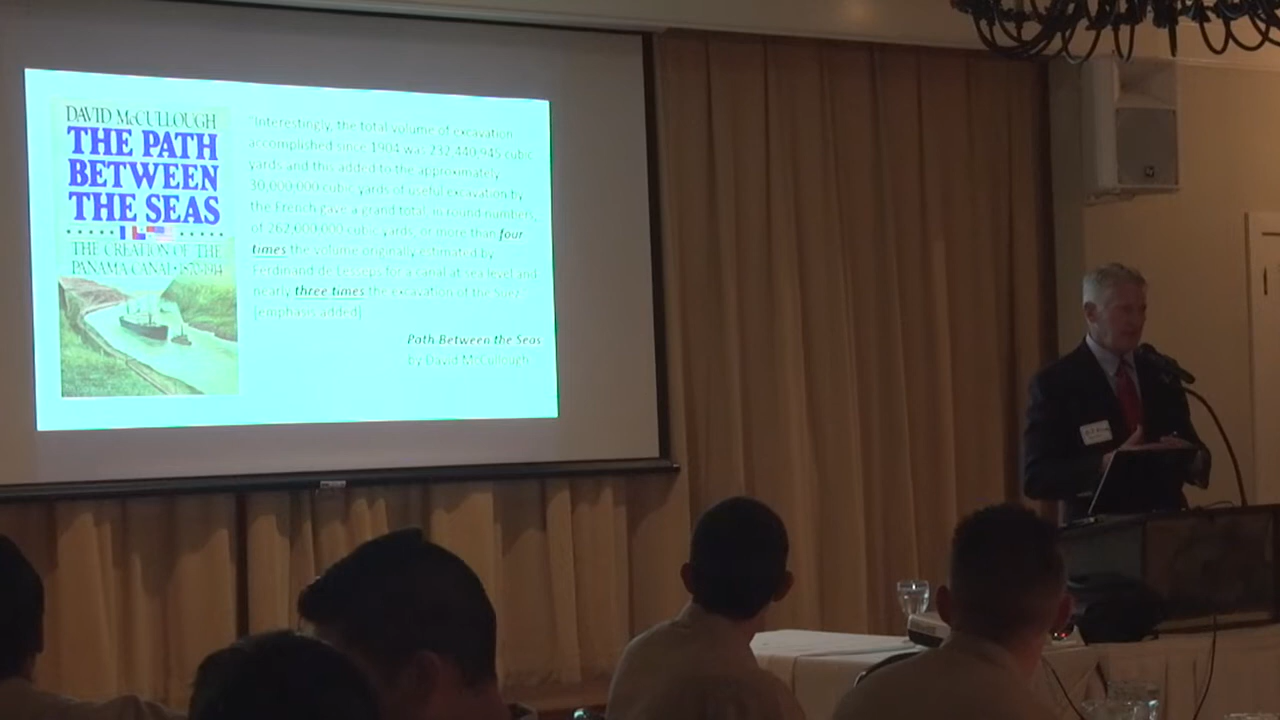 DAVID McCULLOUGH
THE PATH
BETWEEN
THE SEAS
THE CREATION OF THE
PANAMA CANAL·1870-1914
"Interestingly, the total volume of excavation
accomplished since 1904 was 232,440,945 cubic
yards and this added to the approximately
30,000,000 cubic yards of useful excavation by
the French gave a grand total, in round numbers,
of 262,000,000 cubic yards, or more than four
times the volume originally estimated by
Ferdinand de Lesseps for a canal at sea level and
nearly three times the excavation of the Suez."
[emphasis added]
Path Between the Seas
by David McCullough